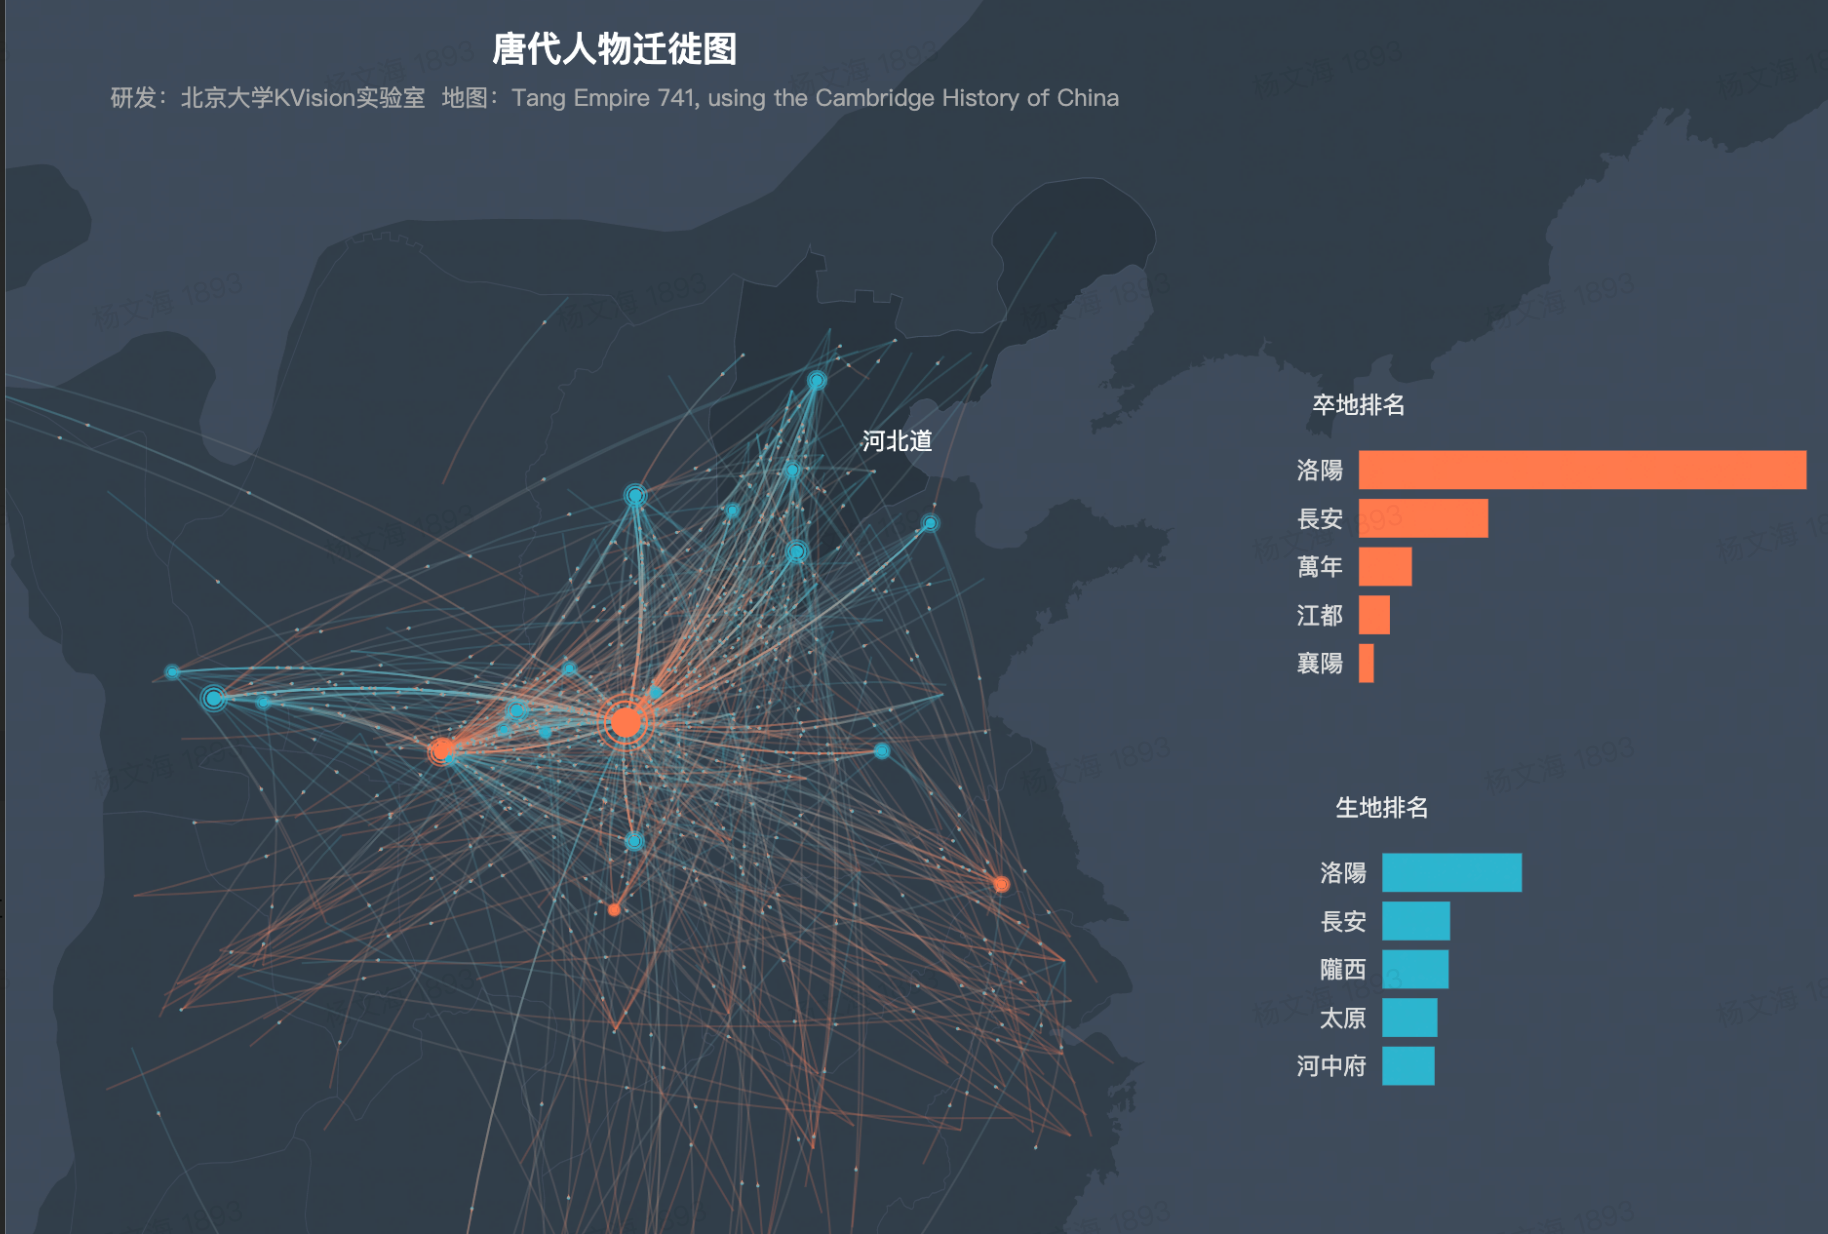 唐代人物迁徙图
研发：北京大学KVision实验室 地图：Tang Empire 741, using the Cambridge History of China
河北道
卒地排名
洛陽
長安
萬年
江都
襄陽
生地排名
洛陽
長安
隴西
太原
河中府
杨文海 1893